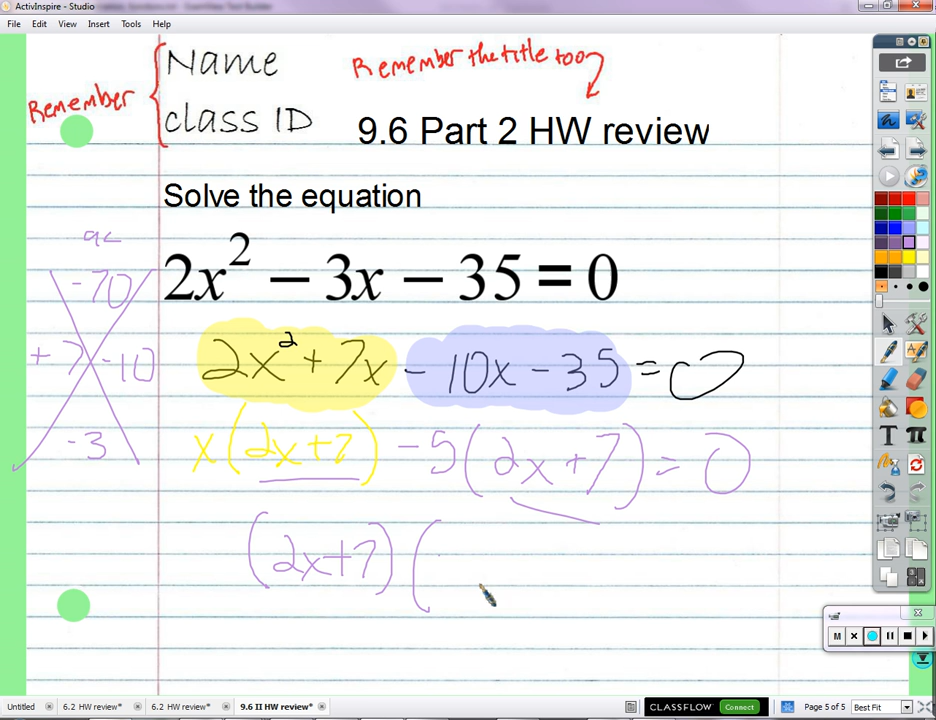 ActivInspire - Studio
File Edit View Insert Tools
Name
Remember the title too
Remember
class ID
9.6 Part 2 HW review
Solve the equation
ac
2x² − 3x − 35 = 0
-70
2x² + 7x − 10x − 35 = 0
+7 -10
-3
x(2x+7) −5(2x+7) = 0
(2x+7)(
M
Untitled 6.2 HW review* 6.2 HW review* 9.6 II HW review* CLASSFLOW Connect Page 5 of 5 Best Fit